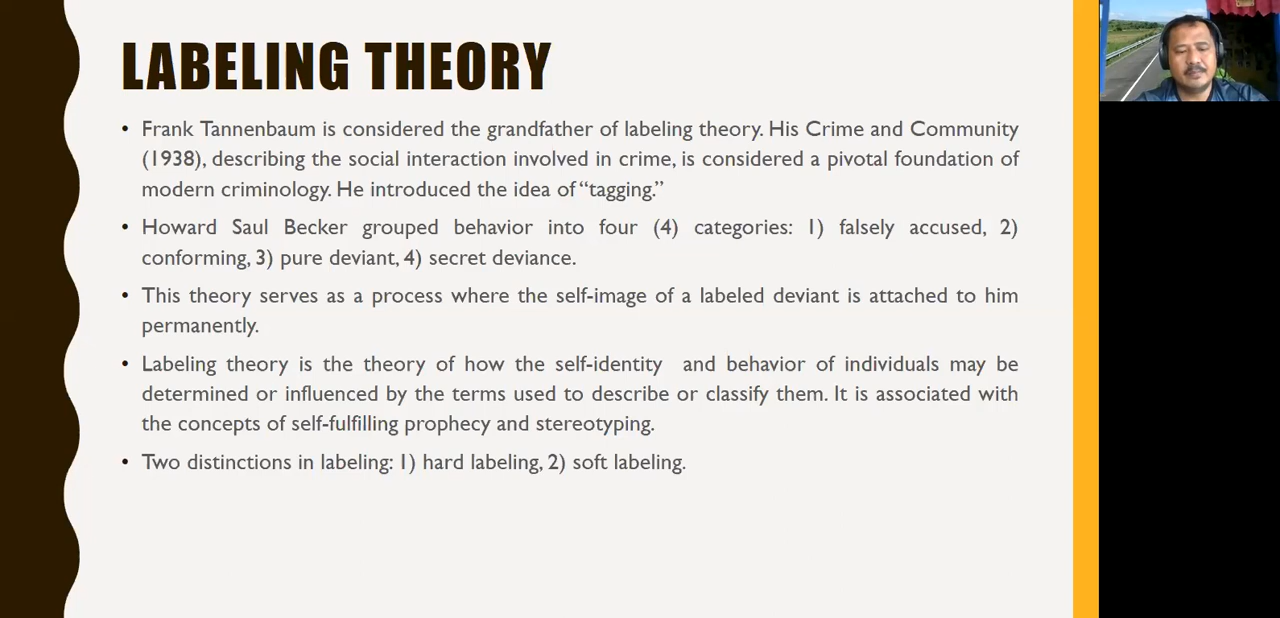 LABELING THEORY
• Frank Tannenbaum is considered the grandfather of labeling theory. His Crime and Community
(1938), describing the social interaction involved in crime, is considered a pivotal foundation of
modern criminology. He introduced the idea of “tagging.”
• Howard Saul Becker grouped behavior into four (4) categories: 1) falsely accused, 2)
conforming, 3) pure deviant, 4) secret deviance.
• This theory serves as a process where the self-image of a labeled deviant is attached to him
permanently.
• Labeling theory is the theory of how the self-identity and behavior of individuals may be
determined or influenced by the terms used to describe or classify them. It is associated with
the concepts of self-fulfilling prophecy and stereotyping.
• Two distinctions in labeling: 1) hard labeling, 2) soft labeling.